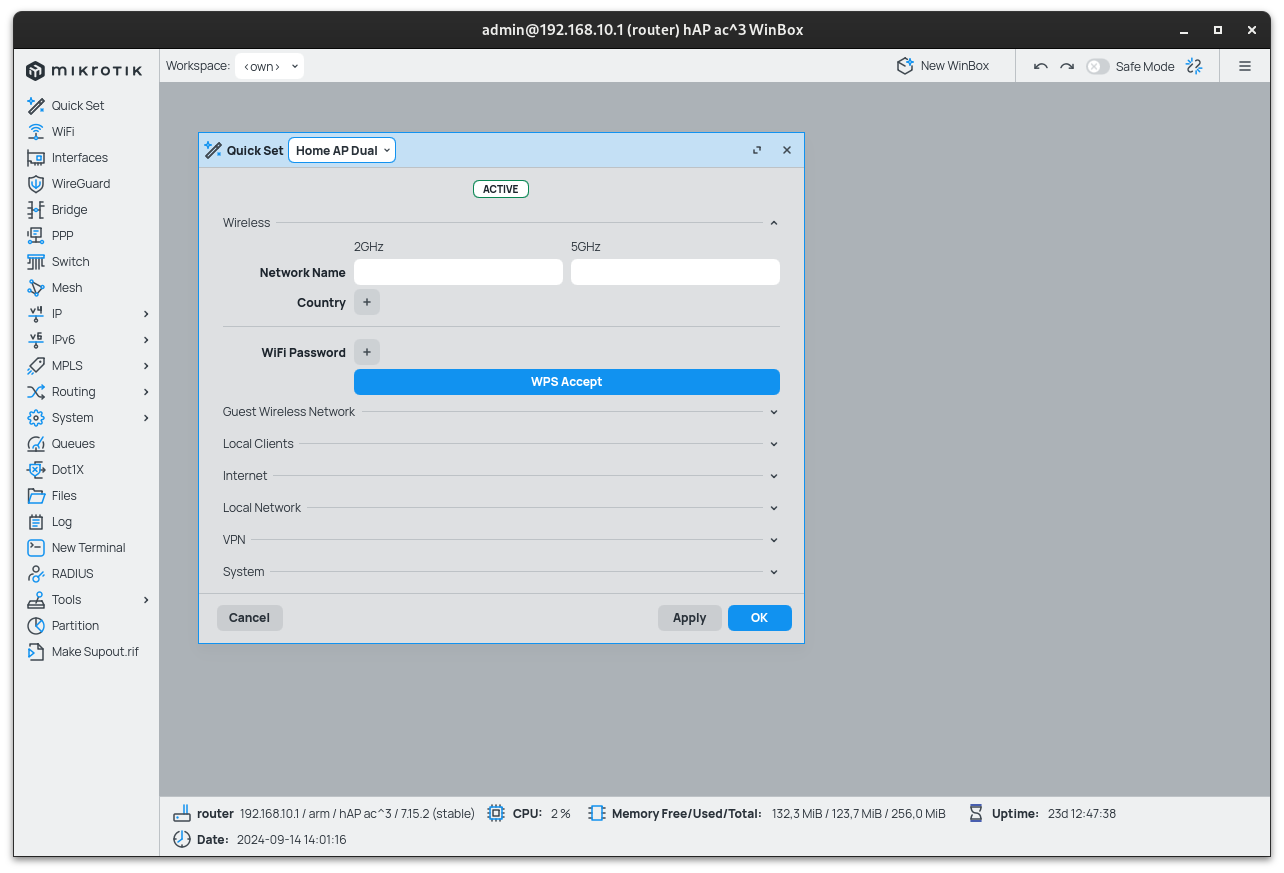 admin@192.168.10.1 (router) hAP ac^3 WinBox
MIKROTIK
Workspace: <own>
New WinBox
Safe Mode
Quick Set
WiFi
Interfaces
WireGuard
Bridge
PPP
Switch
Mesh
IP
IPv6
MPLS
Routing
System
Queues
Dot1X
Files
Log
New Terminal
RADIUS
Tools
Partition
Make Supout.rif
Quick Set Home AP Dual
ACTIVE
Wireless
2GHz 5GHz
Network Name
Country +
WiFi Password +
WPS Accept
Guest Wireless Network
Local Clients
Internet
Local Network
VPN
System
Cancel Apply OK
router 192.168.10.1 / arm / hAP ac^3 / 7.15.2 (stable) CPU: 2 % Memory Free/Used/Total: 132,3 MiB / 123,7 MiB / 256,0 MiB Uptime: 23d 12:47:38
Date: 2024-09-14 14:01:16